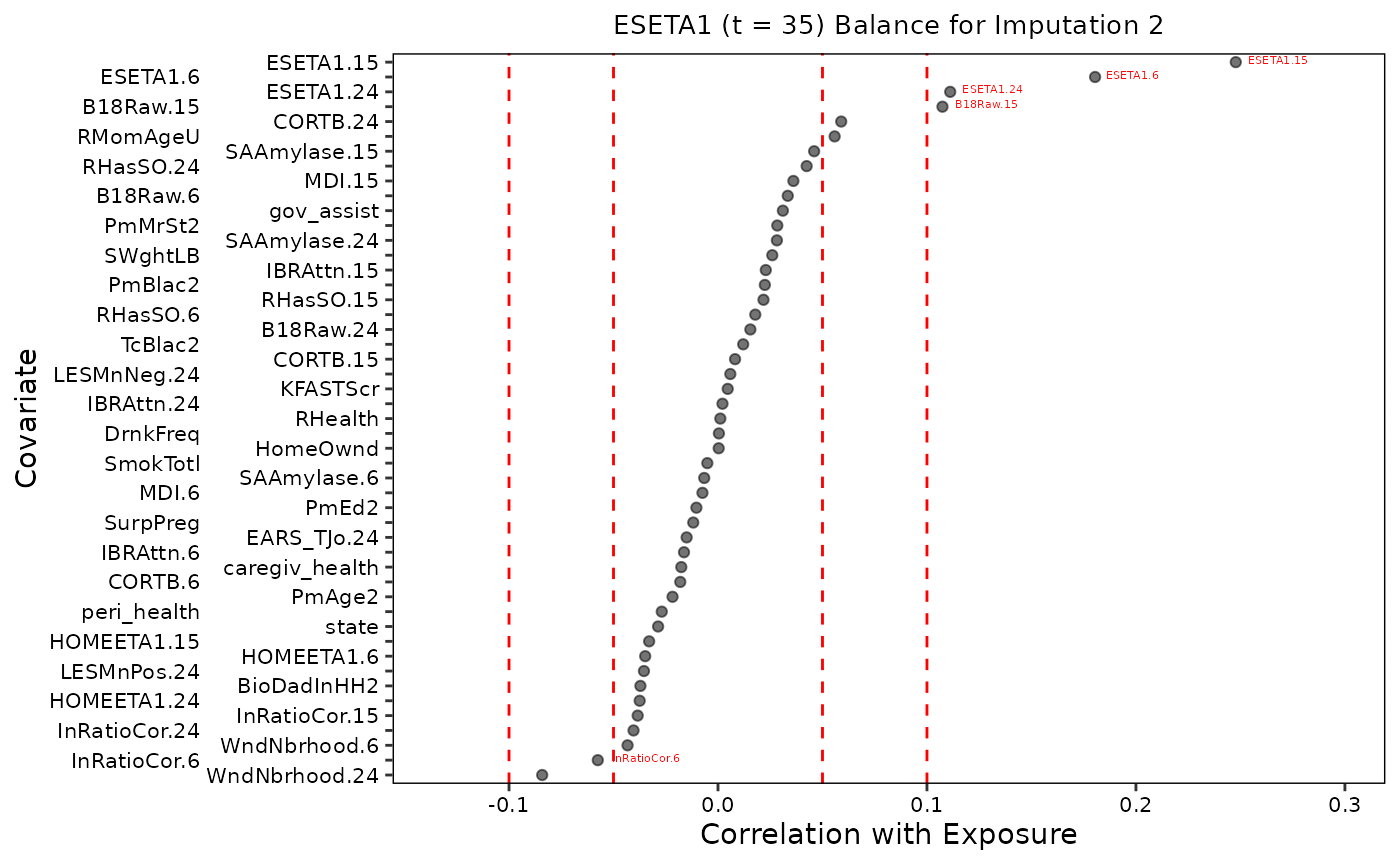 ESETA1 (t = 35) Balance for Imputation 2
ESETA1.15
ESETA1.15
ESETA1.6
ESETA1.6
ESETA1.24
ESETA1.24
B18Raw.15
B18Raw.15
CORTB.24
RMomAgeU
SAAmylase.15
RHasSO.24
MDI.15
B18Raw.6
gov_assist
PmMrSt2
SAAmylase.24
SWghtLB
IBRAttn.15
PmBlac2
RHasSO.15
RHasSO.6
B18Raw.24
TcBlac2
CORTB.15
LESMnNeg.24
KFASTScr
IBRAttn.24
RHealth
DrnkFreq
HomeOwnd
SmokTotl
SAAmylase.6
MDI.6
PmEd2
SurpPreg
EARS_TJo.24
IBRAttn.6
caregiv_health
CORTB.6
PmAge2
peri_health
state
HOMEETA1.15
HOMEETA1.6
LESMnPos.24
BioDadInHH2
HOMEETA1.24
InRatioCor.15
InRatioCor.24
WndNbrhood.6
InRatioCor.6
InRatioCor.6
WndNbrhood.24
Covariate
-0.1 0.0 0.1 0.2 0.3
Correlation with Exposure